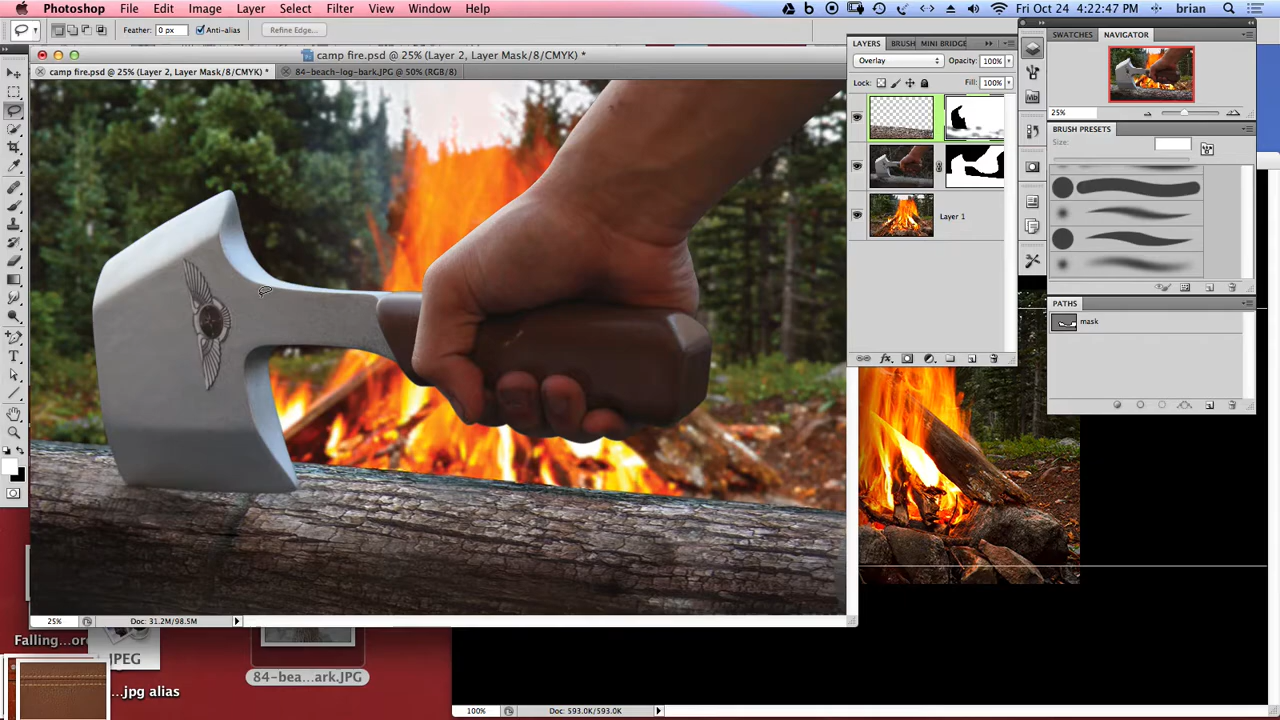 Photoshop File Edit Image Layer Select Filter View Window Help
Fri Oct 24 4:22:47 PM brian
Feather: 0 px Anti-alias Refine Edge...
camp fire.psd @ 25% (Layer 2, Layer Mask/8/CMYK) *
camp fire.psd @ 25% (Layer 2, Layer Mask/8/CMYK) *
84-beach-log-bark.JPG @ 50% (RGB/8)
LAYERS BRUSH MINI BRIDGE
Overlay Opacity: 100%
Lock: Fill: 100%
Layer 1
SWATCHES NAVIGATOR
25%
BRUSH PRESETS
Size:
PATHS
mask
Mb
25% Doc: 31.2M/98.5M
Falling...
JPEG
...jpg alias
84-bea...ark.JPG
100% Doc: 593.0K/593.0K